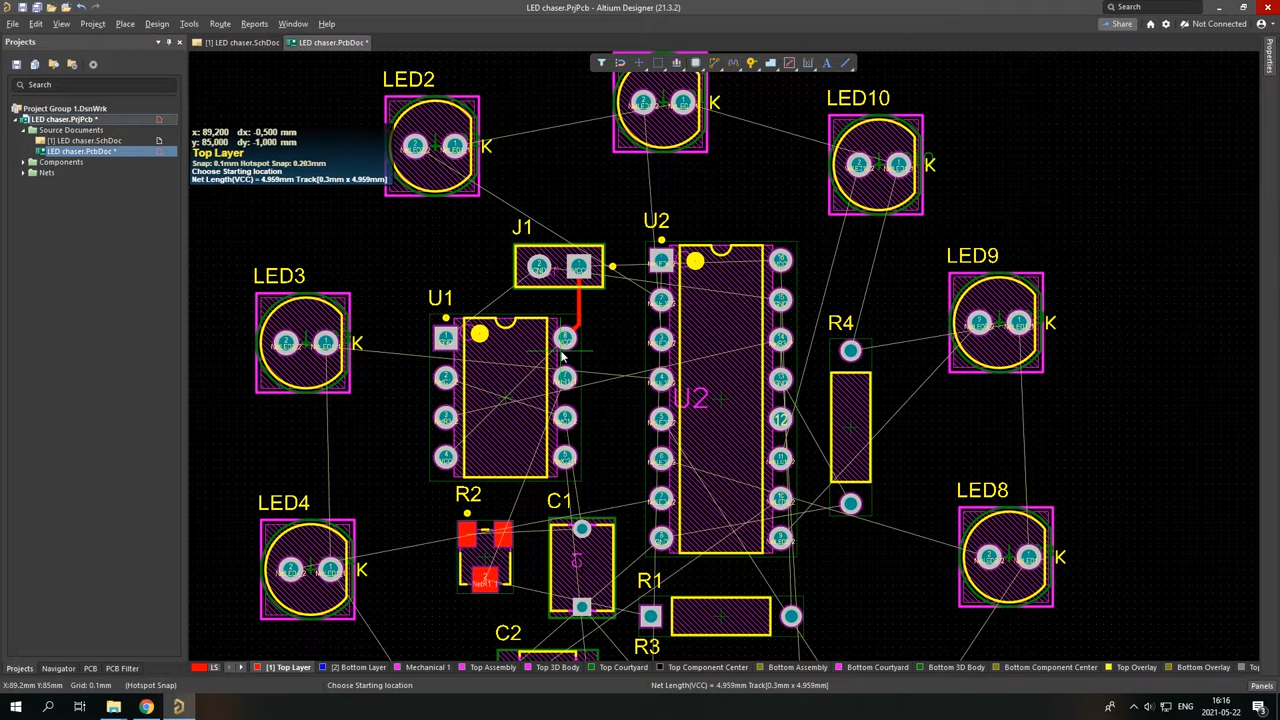 LED chaser.PrjPcb - Altium Designer (21.3.2)
Search
File Edit View Project Place Design Tools Route Reports Window Help
Share
Not Connected
Projects
[1] LED chaser.SchDoc
LED chaser.PcbDoc *
Properties
Search
Project Group 1.DsnWrk
LED chaser.PrjPcb *
Source Documents
[1] LED chaser.SchDoc
LED chaser.PcbDoc *
Components
Nets
x: 89,200 dx: -0,500 mm
y: 85,000 dy: -1,000 mm
Top Layer
Snap: 0.1mm Hotspot Snap: 0.203mm
Choose Starting location
Net Length(VCC) = 4.959mm Track[0.3mm x 4.959mm]
LED2
K
K
LED10
K
J1
U2
LED3
K
U1
LED9
K
R4
U2
12
LED4
K
R2
C1
C1
LED8
K
R1
C2
R3
Projects Navigator PCB PCB Filter
LS [1] Top Layer [2] Bottom Layer Mechanical 1 Top Assembly Top 3D Body Top Courtyard Top Component Center Bottom Assembly Bottom Courtyard Bottom 3D Body Bottom Component Center Top Overlay Bottom Overlay
X:89.2mm Y:85mm Grid: 0.1mm (Hotspot Snap) Choose Starting location Net Length(VCC) = 4.959mm Track[0.3mm x 4.959mm] Panels
ENG
16:16
2021-05-22